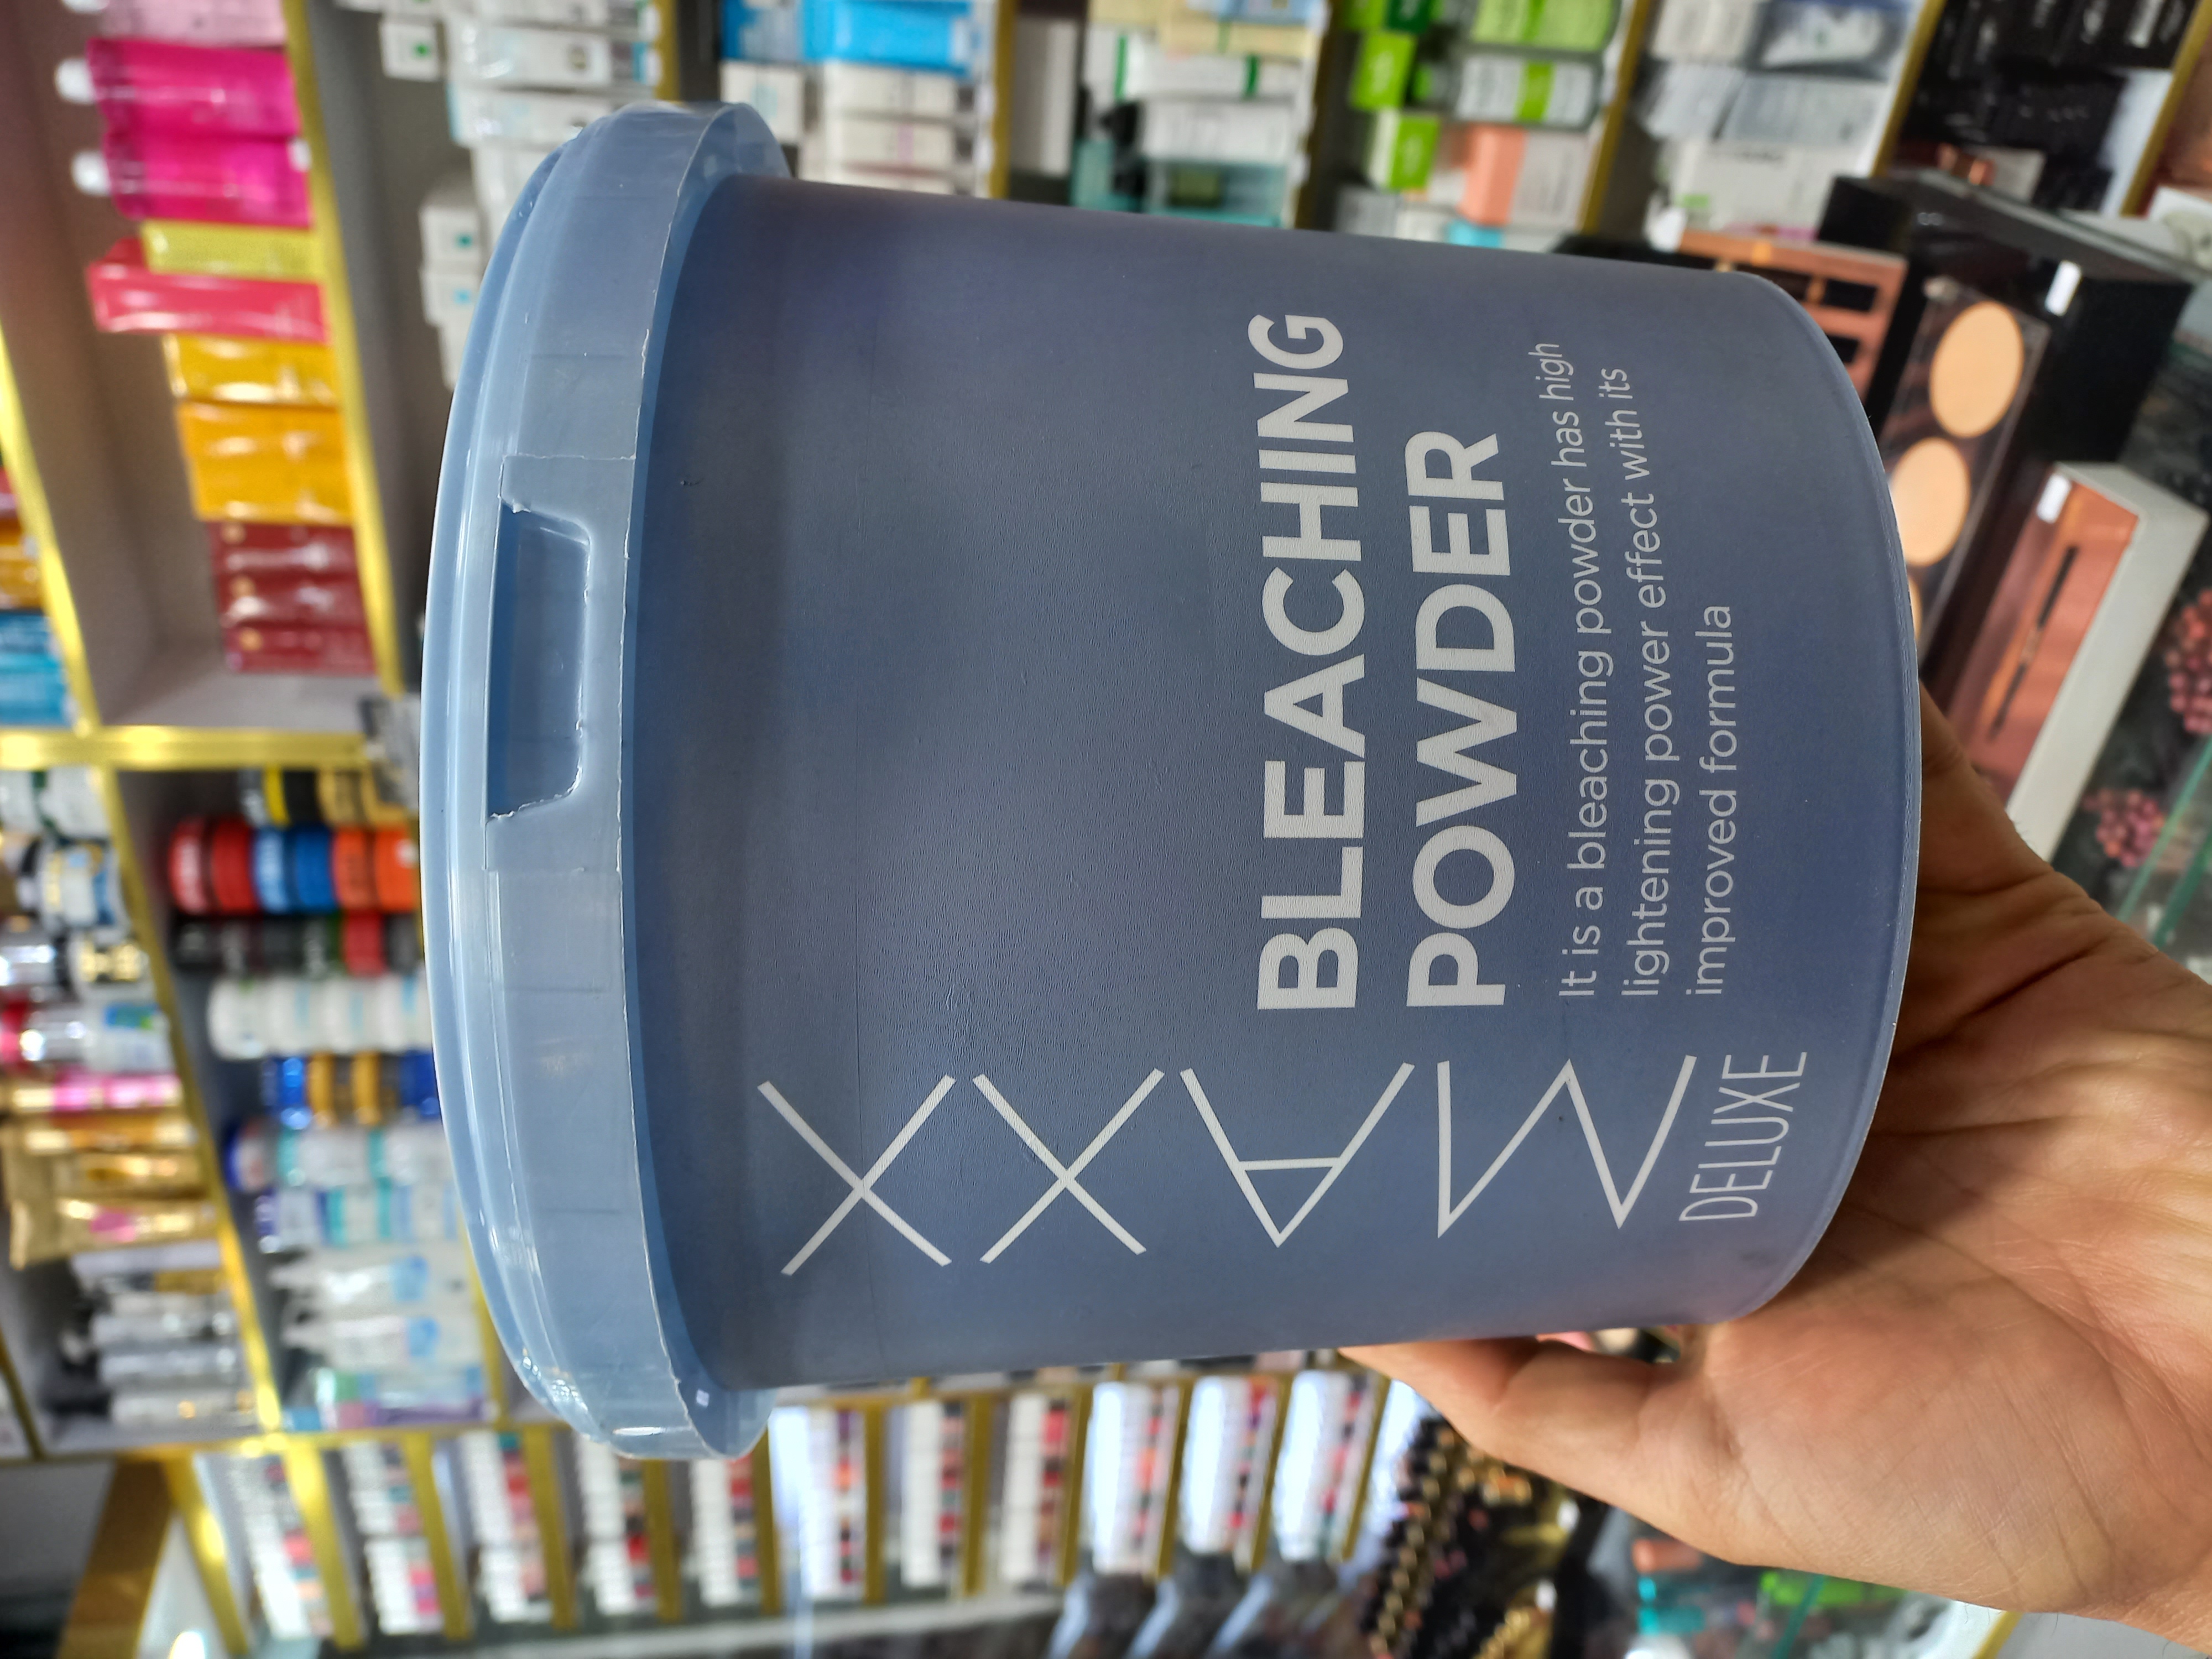 MAXX
DELUXE
BLEACHING
POWDER
It is a bleaching powder has high
lightening power effect with its
improved formula